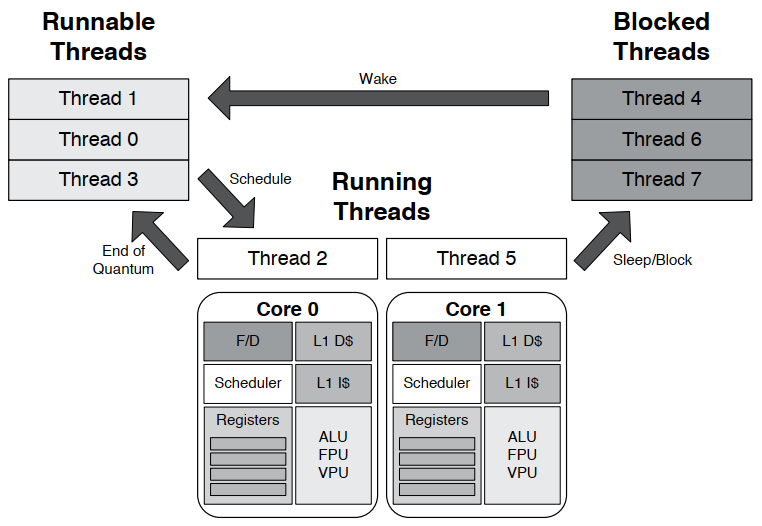 Runnable
Threads
Blocked
Threads
Thread 1
Thread 0
Thread 3
Wake
Thread 4
Thread 6
Thread 7
Schedule
Running
Threads
End of
Quantum
Thread 2
Thread 5
Sleep/Block
Core 0
F/D
L1 D$
Scheduler
L1 I$
Registers
ALU
FPU
VPU
Core 1
F/D
L1 D$
Scheduler
L1 I$
Registers
ALU
FPU
VPU